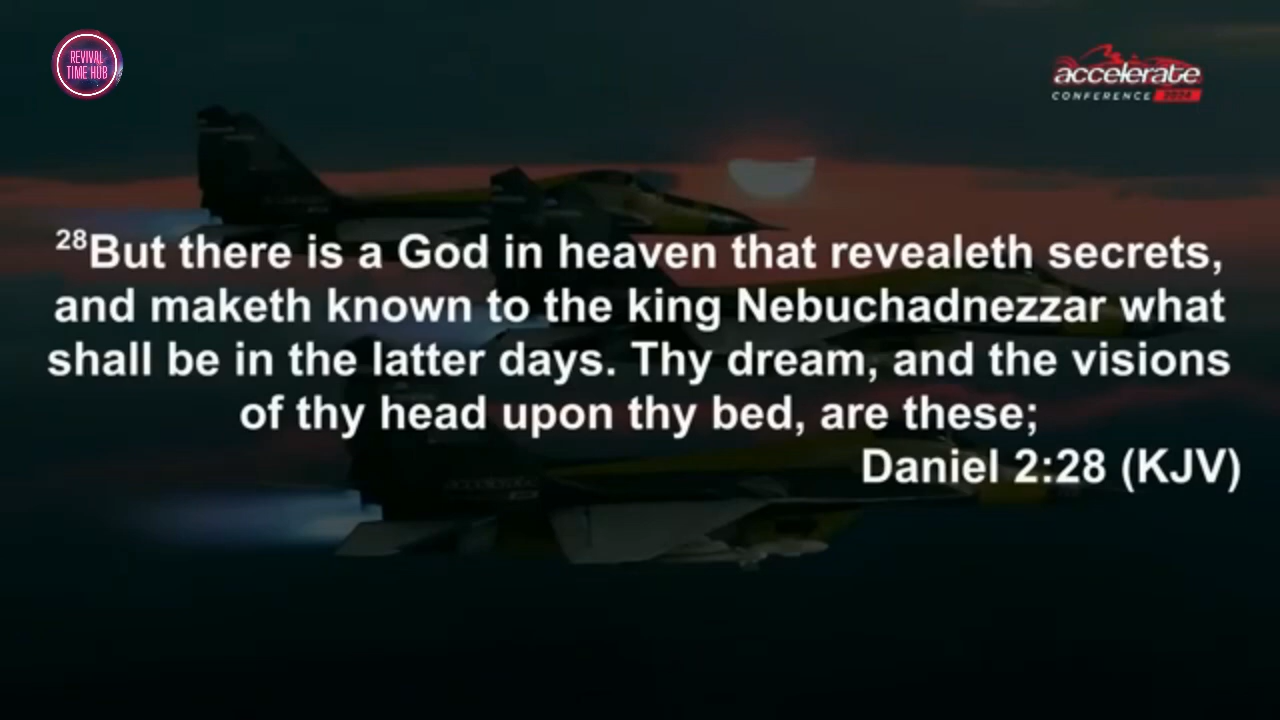 REVIVAL
TIME HUB
accelerate
CONFERENCE 2024
28But there is a God in heaven that revealeth secrets,
and maketh known to the king Nebuchadnezzar what
shall be in the latter days. Thy dream, and the visions
of thy head upon thy bed, are these;
Daniel 2:28 (KJV)